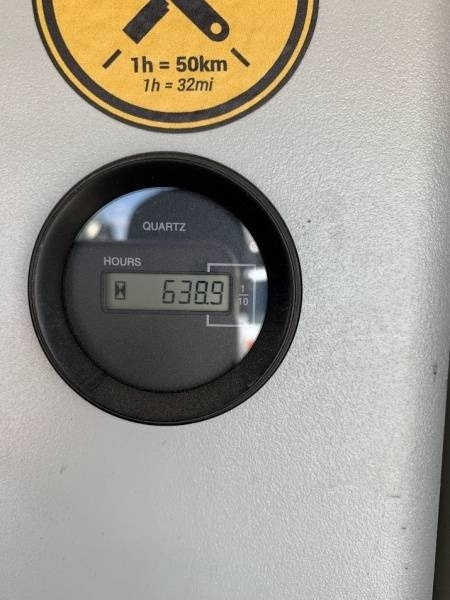 1h = 50km
1h = 32mi
QUARTZ
HOURS
638.9
1
10